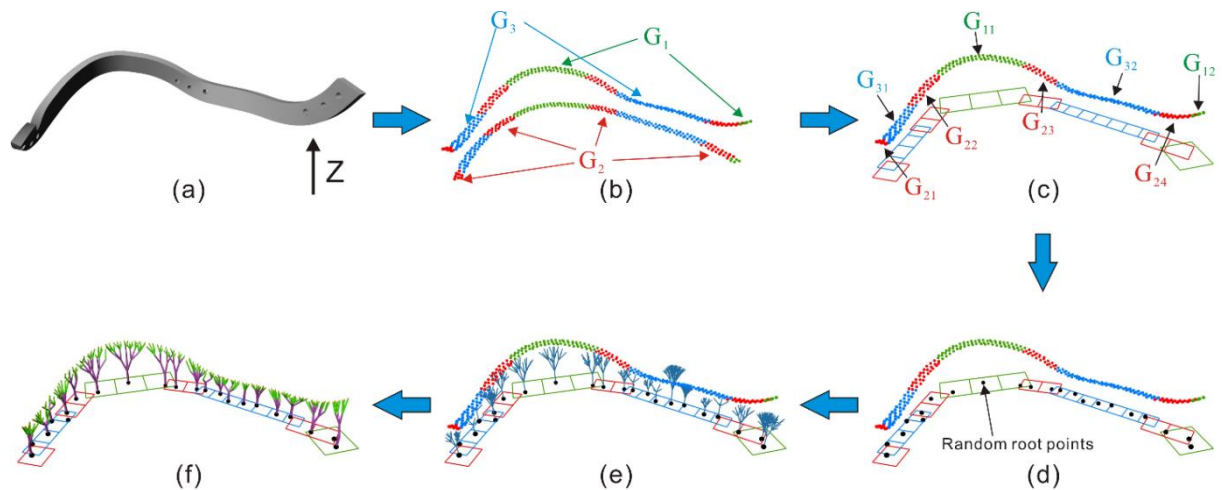 G₃
G₁
G₂
Z
(a)
(b)
G₁₁
G₃₂
G₁₂
G₃₁
G₂₂
G₂₃
G₂₁
G₂₄
(c)
Random root points
(f)
(e)
(d)